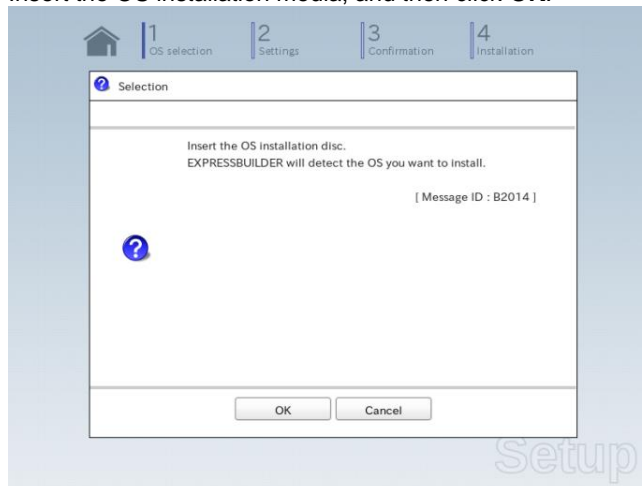 Insert the OS installation media, and then click OK.
1 OS selection
2 Settings
3 Confirmation
4 Installation
Selection
Insert the OS installation disc.
EXPRESSBUILDER will detect the OS you want to install.
[ Message ID : B2014 ]
OK Cancel
Setup